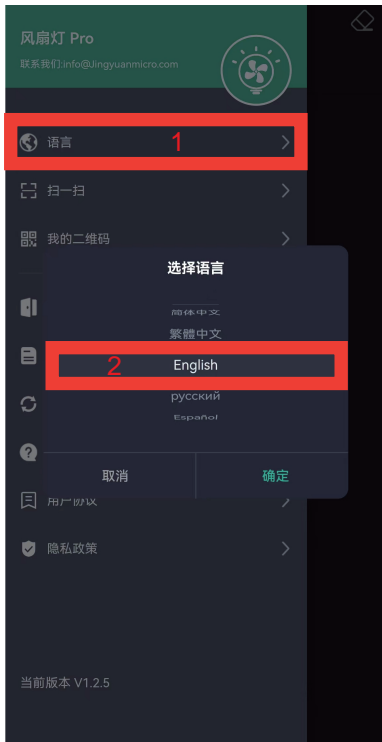 风扇灯 Pro
联系我们:info@Jingyuanmicro.com
语言 1
扫一扫
我的二维码
选择语言
简体中文
繁體中文
2 English
русский
Español
取消 确定
用户协议
隐私政策
当前版本 V1.2.5